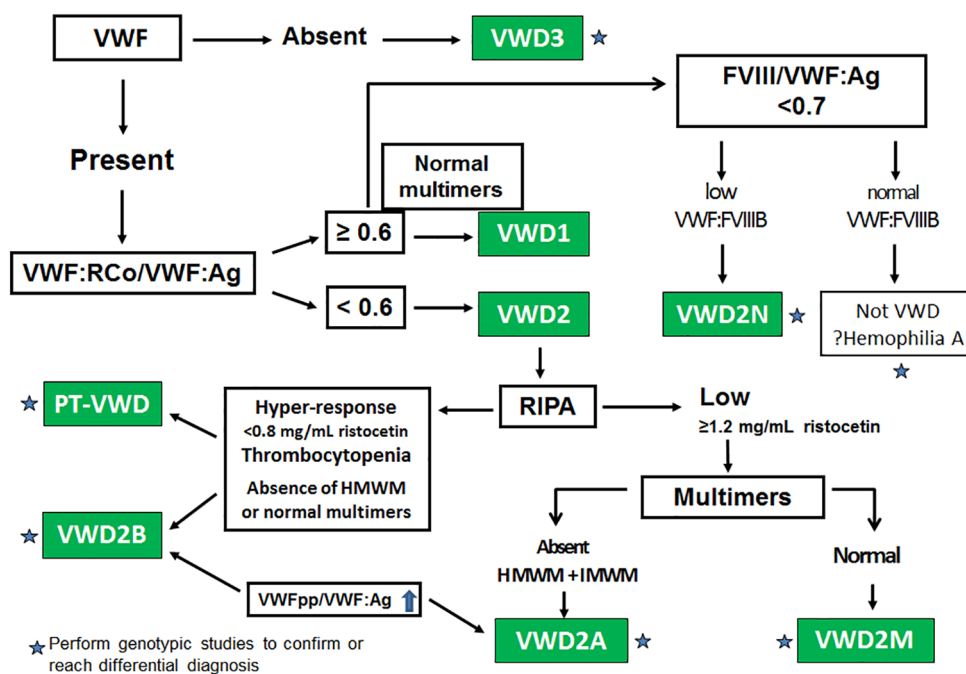 VWF
Absent
VWD3
FVIII/VWF:Ag
<0.7
Present
Normal
multimers
low
VWF:FVIIIB
normal
VWF:FVIIIB
≥ 0.6
VWD1
VWF:RCo/VWF:Ag
< 0.6
VWD2
VWD2N
Not VWD
?Hemophilia A
PT-VWD
Hyper-response
<0.8 mg/mL ristocetin
Thrombocytopenia
Absence of HMWM
or normal multimers
RIPA
Low
≥1.2 mg/mL ristocetin
Multimers
VWD2B
Absent
HMWM+IMWM
Normal
VWFpp/VWF:Ag
VWD2A
VWD2M
Perform genotypic studies to confirm or
reach differential diagnosis